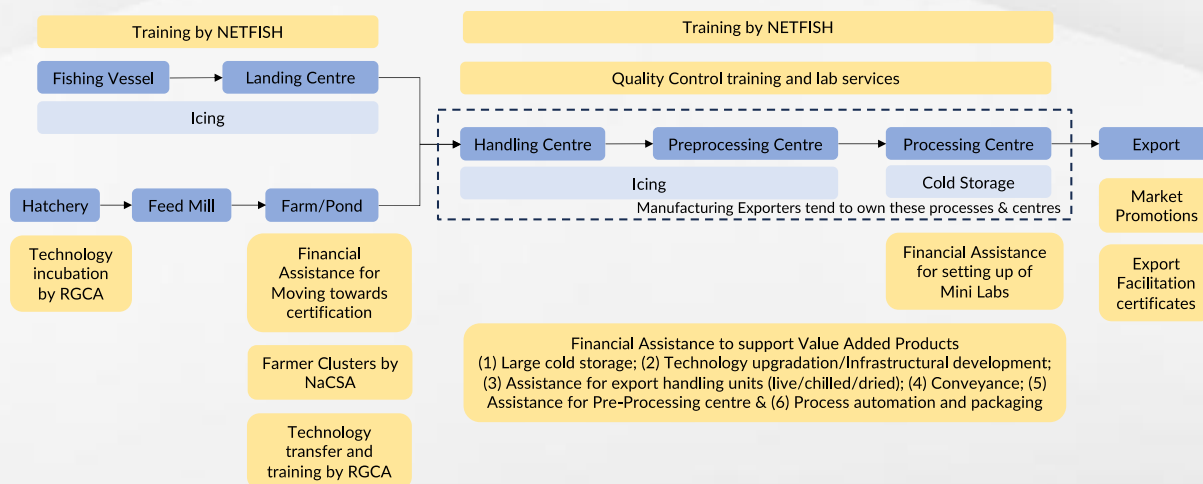 Training by NETFISH
Training by NETFISH
Fishing Vessel
Landing Centre
Quality Control training and lab services
Icing
Handling Centre
Preprocessing Centre
Processing Centre
Export
Icing
Cold Storage
Manufacturing Exporters tend to own these processes & centres
Hatchery
Feed Mill
Farm/Pond
Market
Promotions
Technology
incubation
by RGCA
Financial
Assistance for
Moving towards
certification
Financial Assistance
for setting up of
Mini Labs
Export
Facilitation
certificates
Farmer Clusters by
NaCSA
Financial Assistance to support Value Added Products
(1) Large cold storage; (2) Technology upgradation/Infrastructural development;
(3) Assistance for export handling units (live/chilled/dried); (4) Conveyance; (5)
Assistance for Pre-Processing centre & (6) Process automation and packaging
Technology
transfer and
training by RGCA